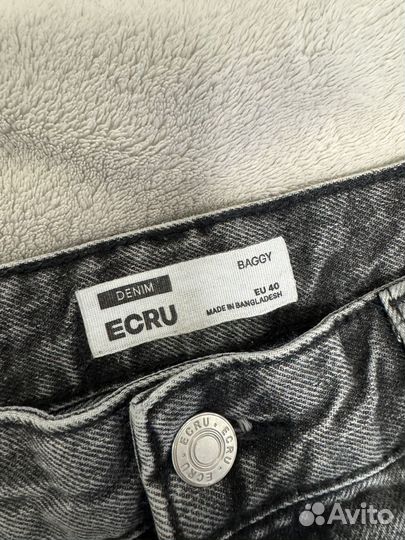 DENIM
BAGGY
ECRU
EU 40
MADE IN BANGLADESH
ECRU ECRU
Avito